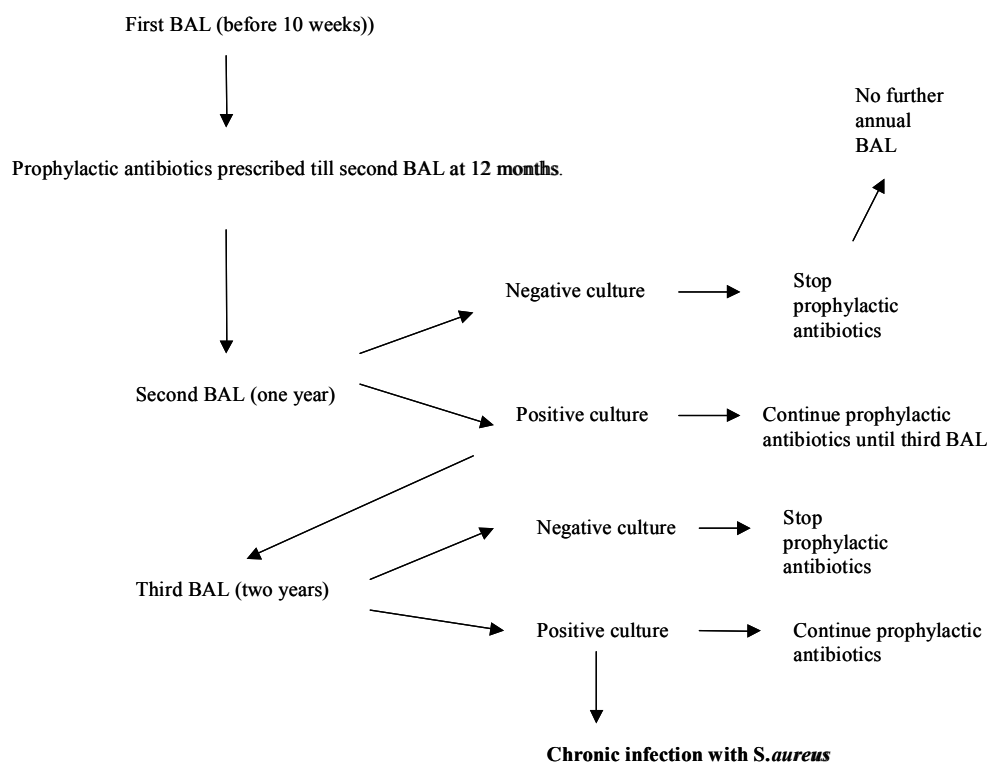 First BAL (before 10 weeks))
No further
annual
BAL
Prophylactic antibiotics prescribed till second BAL at 12 months.
Negative culture
Stop
prophylactic
antibiotics
Second BAL (one year)
Positive culture
Continue prophylactic
antibiotics until third BAL
Negative culture
Stop
prophylactic
antibiotics
Third BAL (two years)
Positive culture
Continue prophylactic
antibiotics
Chronic infection with S.aureus